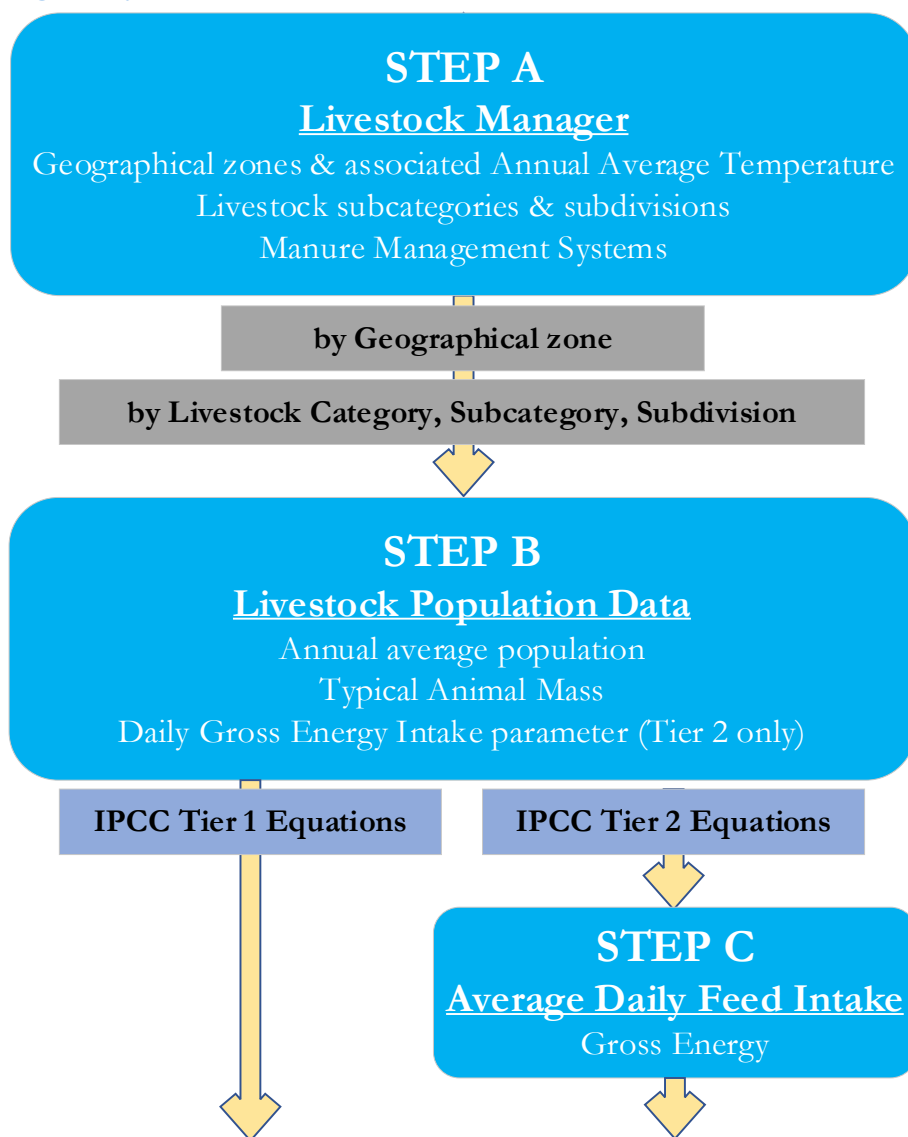 STEP A
Livestock Manager
Geographical zones & associated Annual Average Temperature
Livestock subcategories & subdivisions
Manure Management Systems
by Geographical zone
by Livestock Category, Subcategory, Subdivision
STEP B
Livestock Population Data
Annual average population
Typical Animal Mass
Daily Gross Energy Intake parameter (Tier 2 only)
IPCC Tier 1 Equations
IPCC Tier 2 Equations
STEP C
Average Daily Feed Intake
Gross Energy